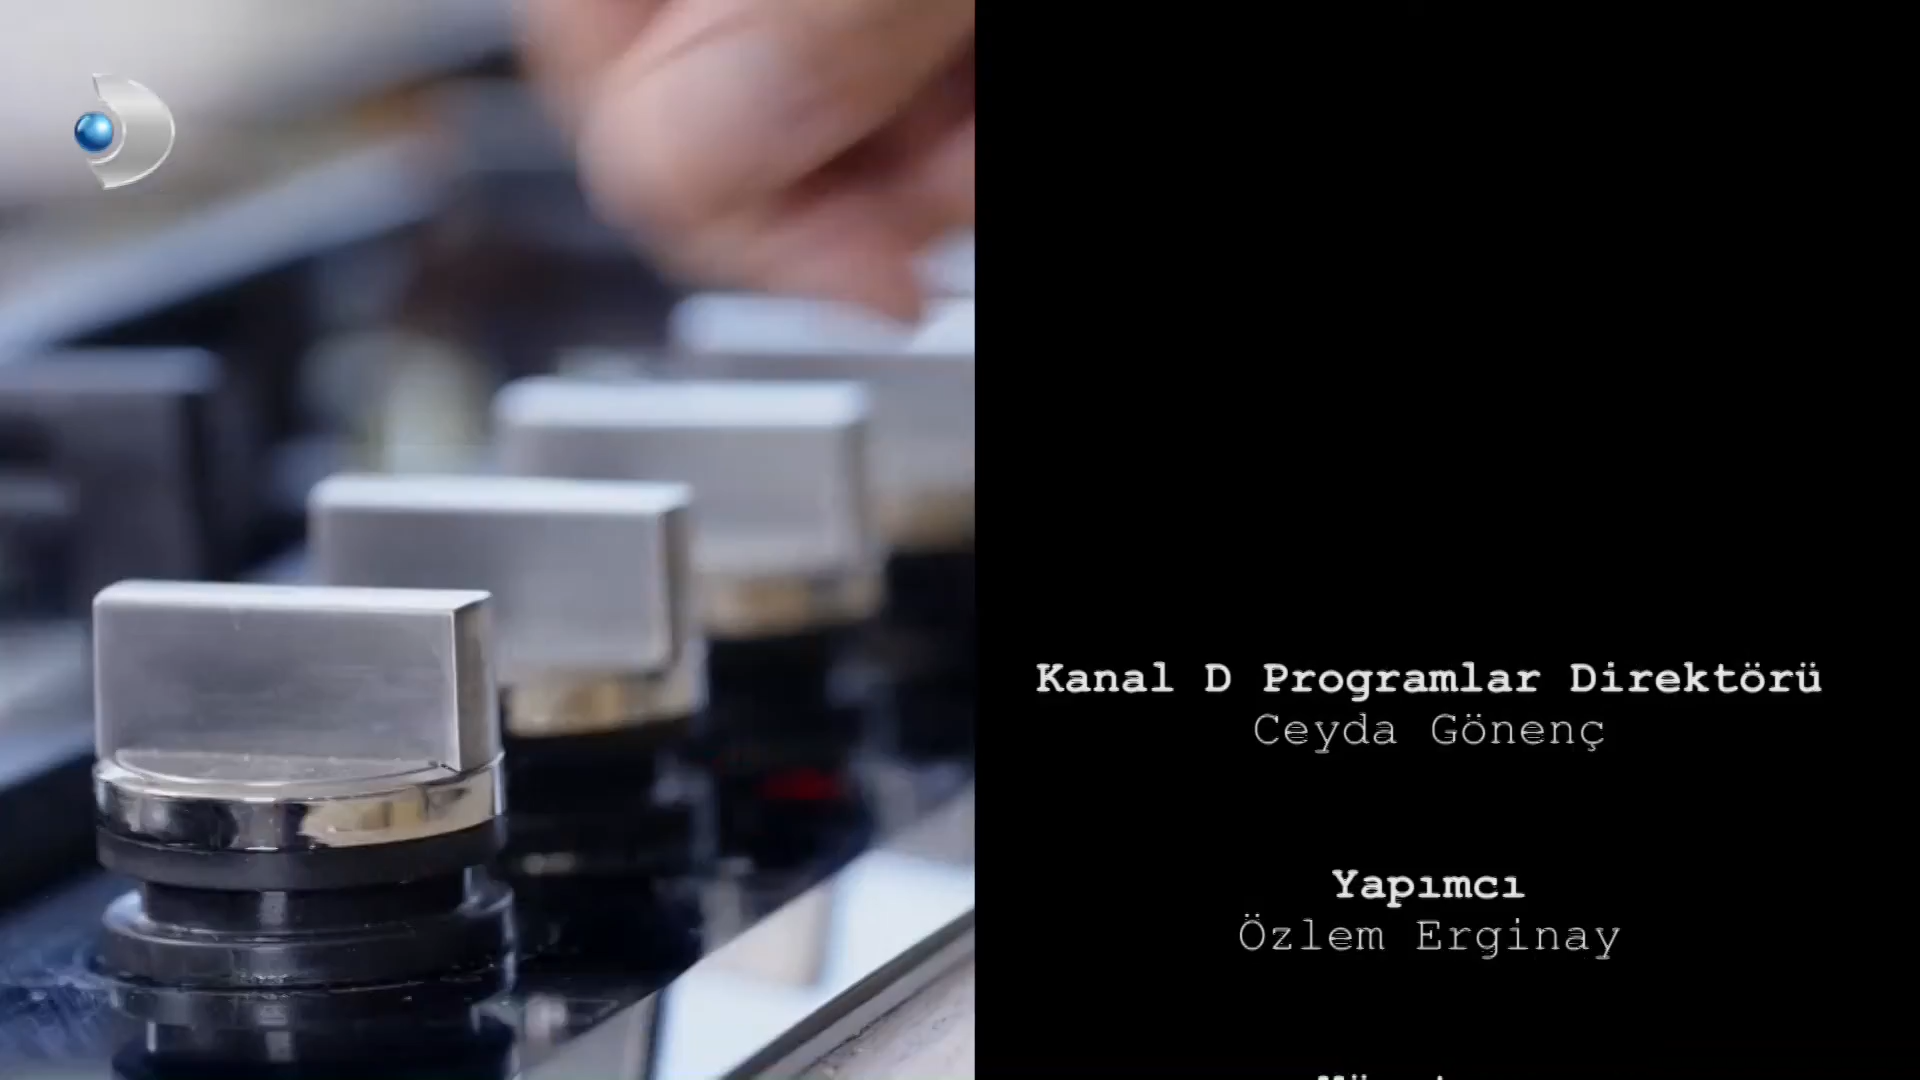 Kanal D Programlar Direktörü
Ceyda Gönenç
Yapımcı
Özlem Erginay